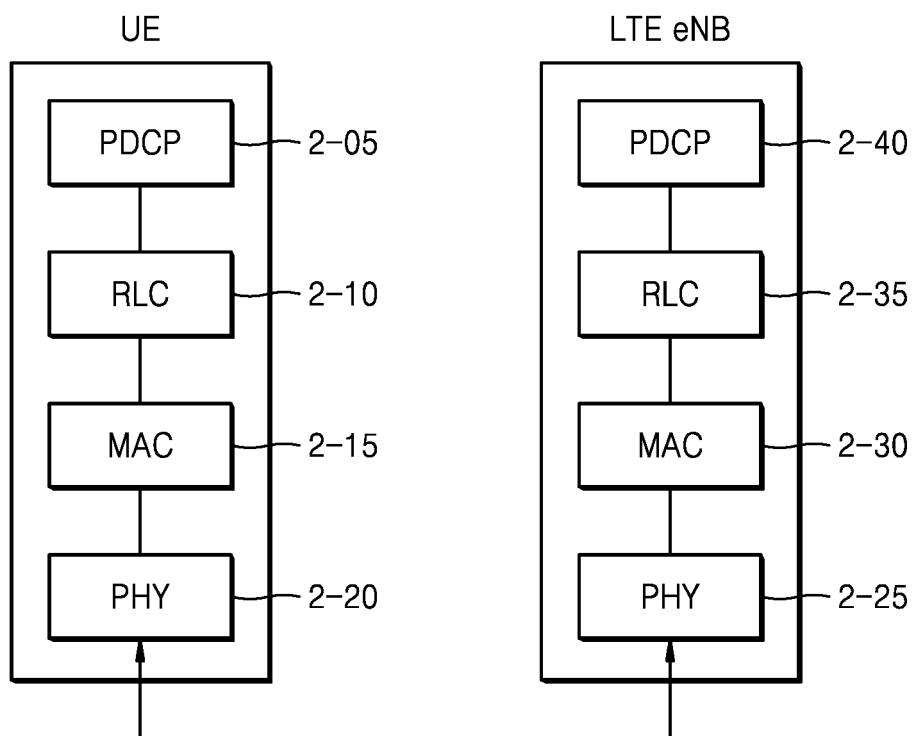 UE LTE eNB
PDCP 2-05 PDCP 2-40
RLC 2-10 RLC 2-35
MAC 2-15 MAC 2-30
PHY 2-20 PHY 2-25